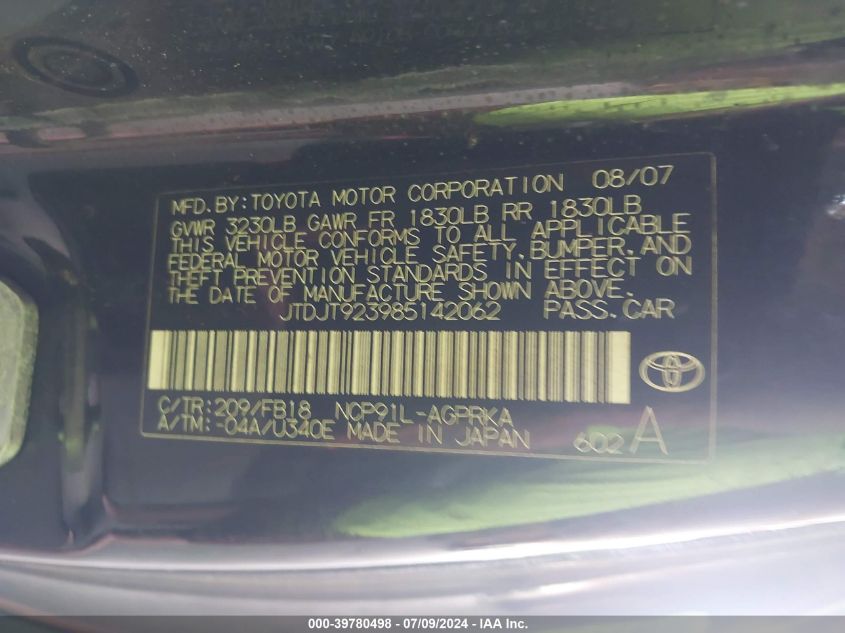 MFD. BY: TOYOTA MOTOR CORPORATION 08/07
GVWR 3230LB GAWR FR 1830LB RR 1830LB
THIS VEHICLE CONFORMS TO ALL APPLICABLE
FEDERAL MOTOR VEHICLE SAFETY, BUMPER, AND
THEFT PREVENTION STANDARDS IN EFFECT ON
THE DATE OF MANUFACTURE SHOWN ABOVE.
JTDJT923985142062 PASS. CAR
C/TR: 209/FB18 NCP91L-AGPRKA
A/TM: -04A/U340E MADE IN JAPAN 602 A
000-39780498 - 07/09/2024 - IAA Inc.